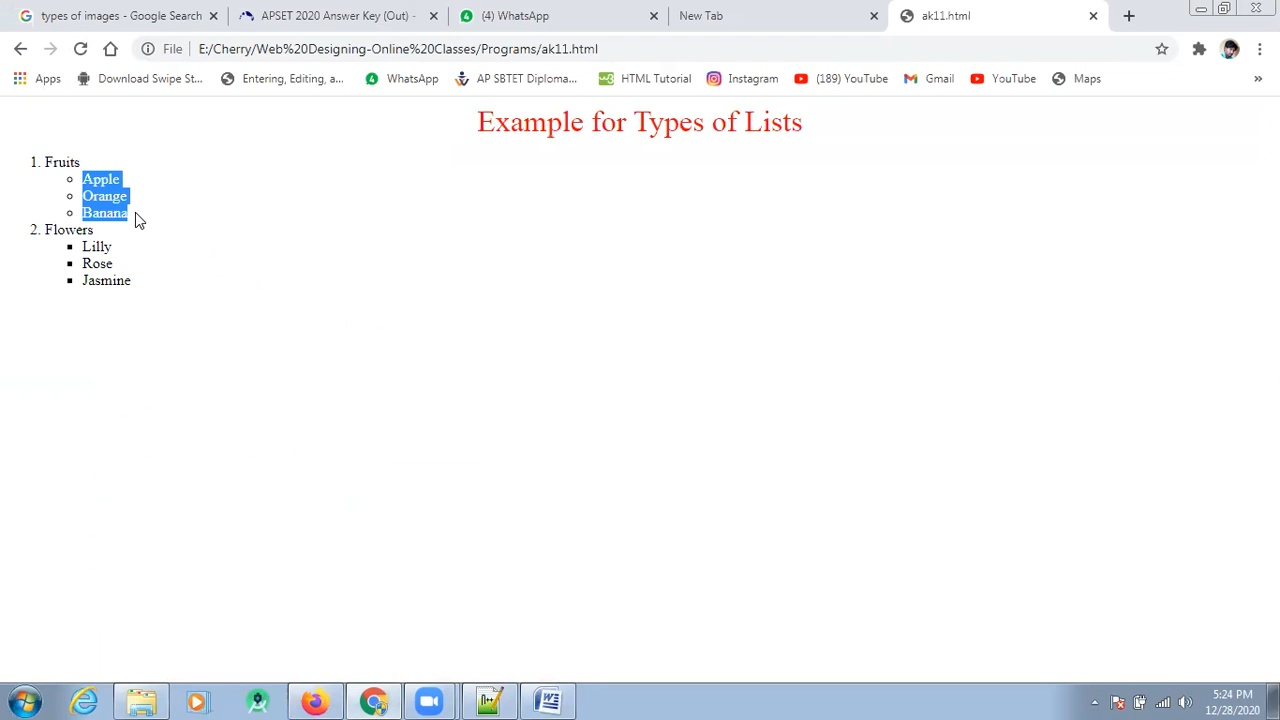 types of images - Google Search
APSET 2020 Answer Key (Out) -
(4) WhatsApp
New Tab
ak11.html
File
E:/Cherry/Web%20Designing-Online%20Classes/Programs/ak11.html
Apps
Download Swipe St...
Entering, Editing, a...
WhatsApp
AP SBTET Diploma...
HTML Tutorial
Instagram
(189) YouTube
Gmail
YouTube
Maps
Example for Types of Lists
1. Fruits
Apple
Orange
Banana
2. Flowers
Lilly
Rose
Jasmine
5:24 PM
12/28/2020